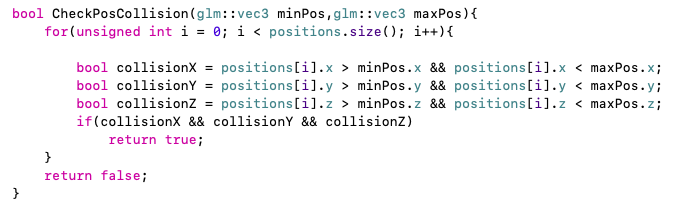 bool CheckPosCollision(glm::vec3 minPos,glm::vec3 maxPos){
    for(unsigned int i = 0; i < positions.size(); i++){

        bool collisionX = positions[i].x > minPos.x && positions[i].x < maxPos.x;
        bool collisionY = positions[i].y > minPos.y && positions[i].y < maxPos.y;
        bool collisionZ = positions[i].z > minPos.z && positions[i].z < maxPos.z;
        if(collisionX && collisionY && collisionZ)
            return true;
    }
    return false;
}